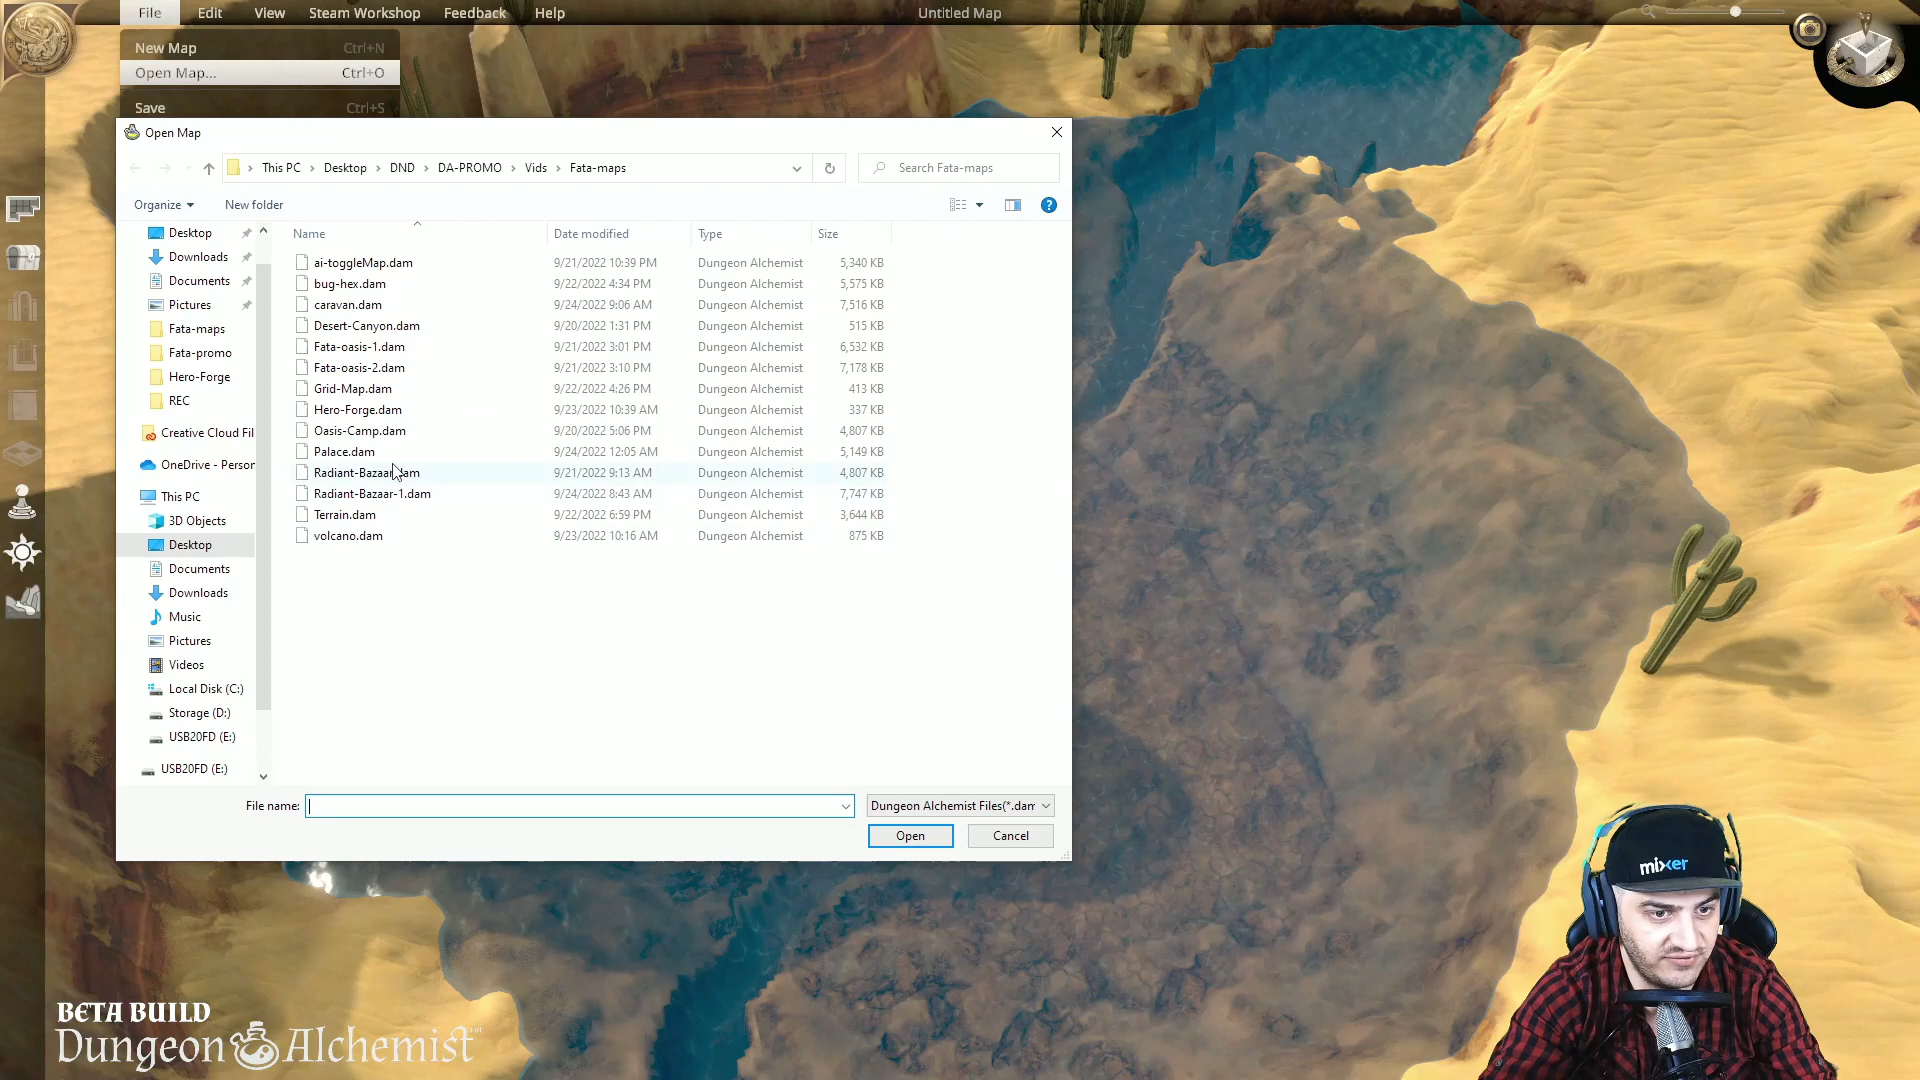 File Edit View Steam Workshop Feedback Help Untitled Map
New Map Ctrl+N
Open Map... Ctrl+O
Save Ctrl+S
Open Map
This PC > Desktop > DND > DA-PROMO > Vids > Fata-maps
Search Fata-maps
Organize New folder
Name Date modified Type Size
ai-toggleMap.dam 9/21/2022 10:39 PM Dungeon Alchemist 5,340 KB
bug-hex.dam 9/22/2022 4:34 PM Dungeon Alchemist 5,575 KB
caravan.dam 9/24/2022 9:06 AM Dungeon Alchemist 7,516 KB
Desert-Canyon.dam 9/20/2022 1:31 PM Dungeon Alchemist 515 KB
Fata-oasis-1.dam 9/21/2022 3:01 PM Dungeon Alchemist 6,532 KB
Fata-oasis-2.dam 9/21/2022 3:10 PM Dungeon Alchemist 7,178 KB
Grid-Map.dam 9/22/2022 4:26 PM Dungeon Alchemist 413 KB
Hero-Forge.dam 9/23/2022 10:39 AM Dungeon Alchemist 337 KB
Oasis-Camp.dam 9/20/2022 5:06 PM Dungeon Alchemist 4,807 KB
Palace.dam 9/24/2022 12:05 AM Dungeon Alchemist 5,149 KB
Radiant-Bazaar.dam 9/21/2022 9:13 AM Dungeon Alchemist 4,807 KB
Radiant-Bazaar-1.dam 9/24/2022 8:43 AM Dungeon Alchemist 7,747 KB
Terrain.dam 9/22/2022 6:59 PM Dungeon Alchemist 3,644 KB
volcano.dam 9/23/2022 10:16 AM Dungeon Alchemist 875 KB
Desktop
Downloads
Documents
Pictures
Fata-maps
Fata-promo
Hero-Forge
REC
Creative Cloud Fil
OneDrive - Person
This PC
3D Objects
Desktop
Documents
Downloads
Music
Pictures
Videos
Local Disk (C:)
Storage (D:)
USB20FD (E:)
USB20FD (E:)
File name: Dungeon Alchemist Files(*.dam
Open Cancel
mixer
BETA BUILD
Dungeon Alchemist™